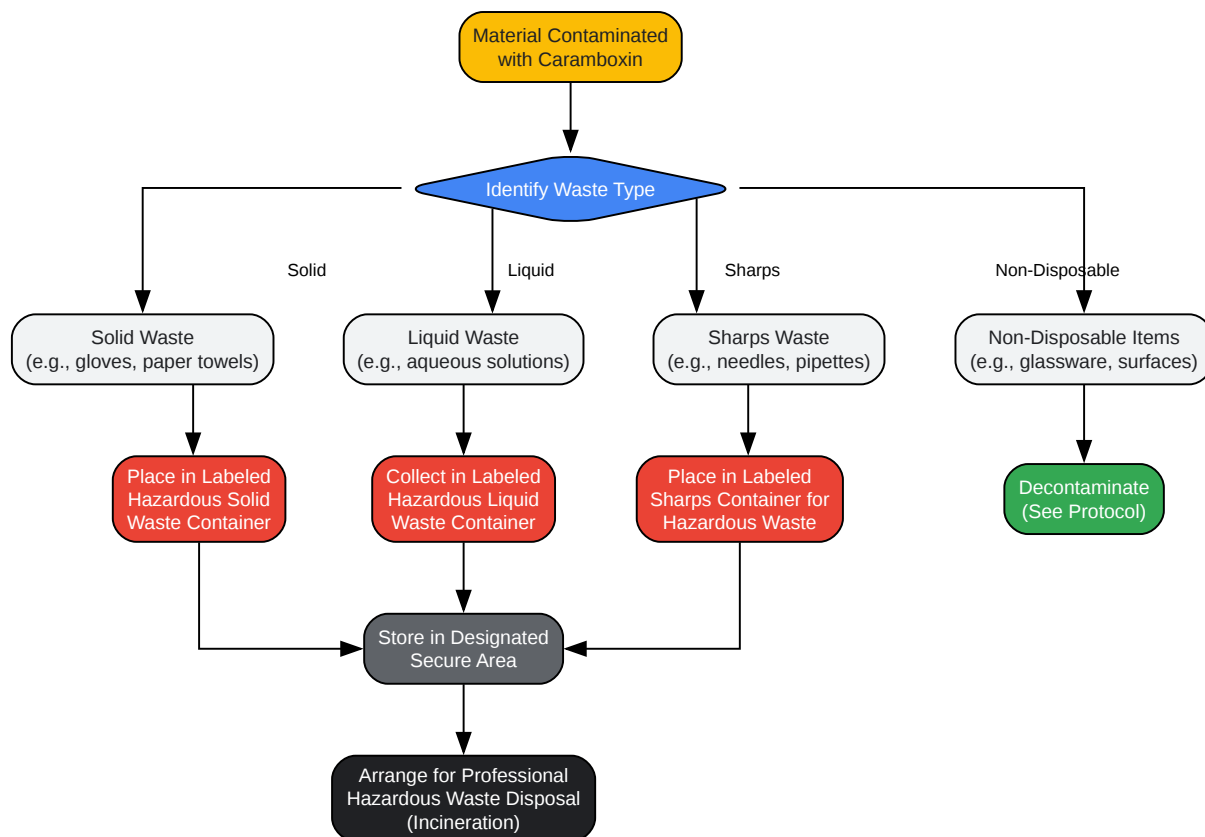 Material Contaminated
with Caramboxin
Identify Waste Type
Solid
Liquid
Sharps
Non-Disposable
Solid Waste
(e.g., gloves, paper towels)
Liquid Waste
(e.g., aqueous solutions)
Sharps Waste
(e.g., needles, pipettes)
Non-Disposable Items
(e.g., glassware, surfaces)
Place in Labeled
Hazardous Solid
Waste Container
Collect in Labeled
Hazardous Liquid
Waste Container
Place in Labeled
Sharps Container for
Hazardous Waste
Decontaminate
(See Protocol)
Store in Designated
Secure Area
Arrange for Professional
Hazardous Waste Disposal
(Incineration)